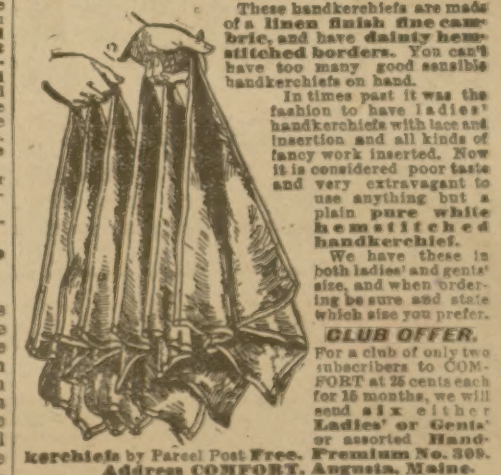 These handkerchiefs are made
of a linen finish fine cam-
bric, and have dainty hem-
stitched borders. You can't
have too many good sensible
handkerchiefs on hand.
In times past it was the
fashion to have ladies'
handkerchiefs with lace and
insertion and all kinds of
fancy work inserted. Now
it is considered poor taste
and very extravagant to
use anything but a
plain pure white
hemstitched
handkerchief.
We have these in
both ladies' and gents'
size, and when order-
ing be sure and state
which size you prefer.
CLUB OFFER.
For a club of only two
subscribers to COM-
FORT at 25 cents each
for 15 months, we will
send six either
Ladies' or Gents'
or assorted Hand-
kerchiefs by Parcel Post Free. Premium No. 309.
Address COMFORT, Augusta, Maine.